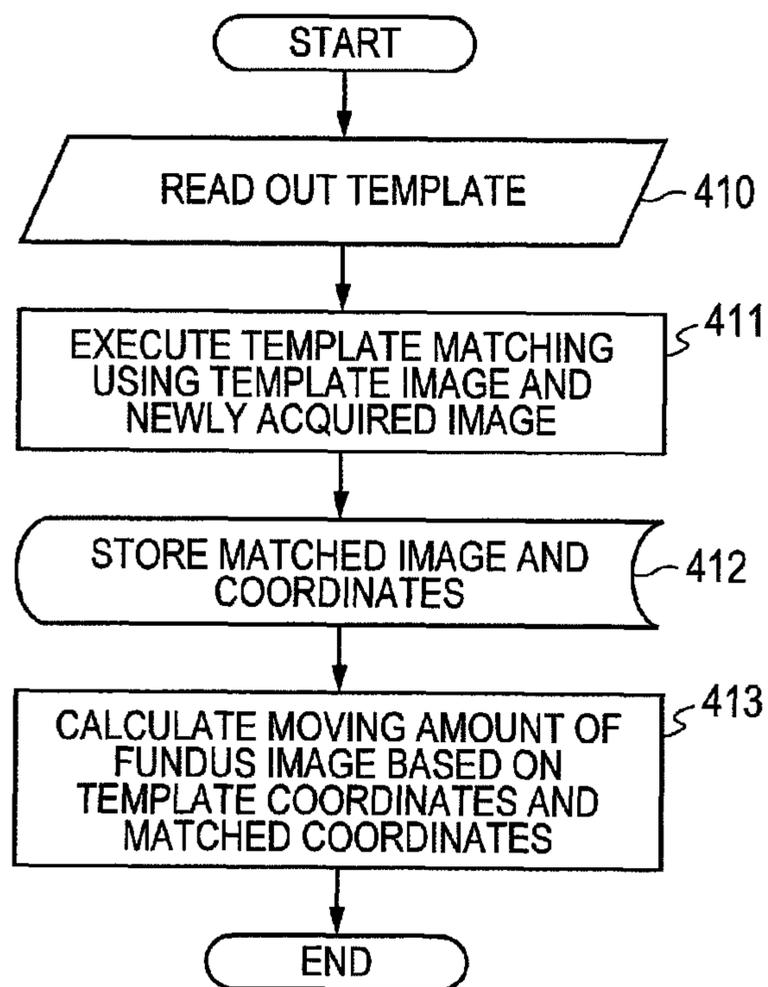 START
READ OUT TEMPLATE
410
EXECUTE TEMPLATE MATCHING
USING TEMPLATE IMAGE AND
NEWLY ACQUIRED IMAGE
411
STORE MATCHED IMAGE AND
COORDINATES
412
CALCULATE MOVING AMOUNT OF
FUNDUS IMAGE BASED ON
TEMPLATE COORDINATES AND
MATCHED COORDINATES
413
END